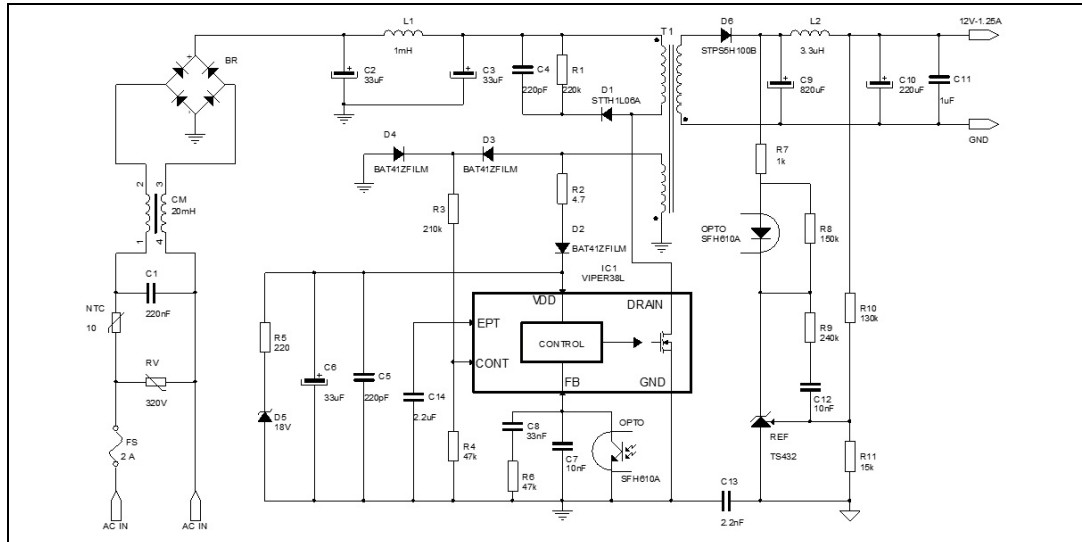 L1
1mH
T1
D6
STPS5H100B
L2
3.3uH
12V-1.25A
BR
C2
33uF
C3
33uF
C4
220pF
R1
220k
D1
STTH1L06A
C9
820uF
C10
220uF
C11
1uF
GND
D4
BAT41ZFILM
D3
BAT41ZFILM
R7
1k
2
3
CM
20mH
1
4
R3
210k
R2
4.7
D2
BAT41ZFILM
OPTO
SFH610A
R8
150k
IC1
VIPER38L
C1
220nF
NTC
10
VDD
DRAIN
EPT
CONTROL
CONT
FB
GND
R5
220
R10
130k
R9
240k
RV
320V
C6
33uF
C5
220pF
C14
2.2uF
C12
10nF
D5
18V
C8
33nF
OPTO
REF
TS432
FS
2 A
R4
47k
C7
10nF
R6
47k
SFH610A
R11
15k
C13
2.2nF
AC IN
AC IN